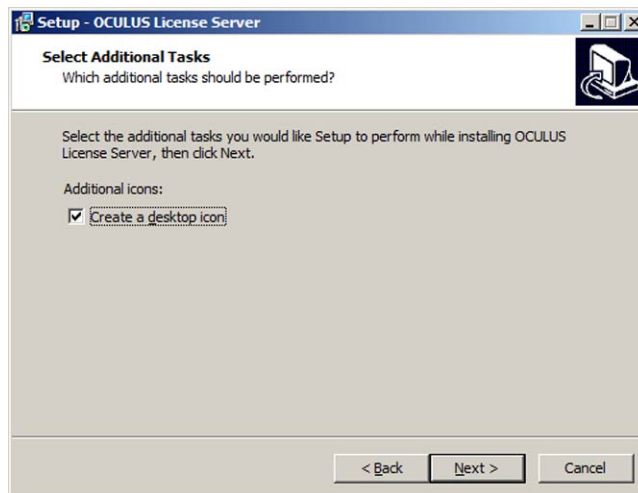 Setup - OCULUS License Server
Select Additional Tasks
Which additional tasks should be performed?
Select the additional tasks you would like Setup to perform while installing OCULUS
License Server, then click Next.
Additional icons:
Create a desktop icon
< Back Next > Cancel